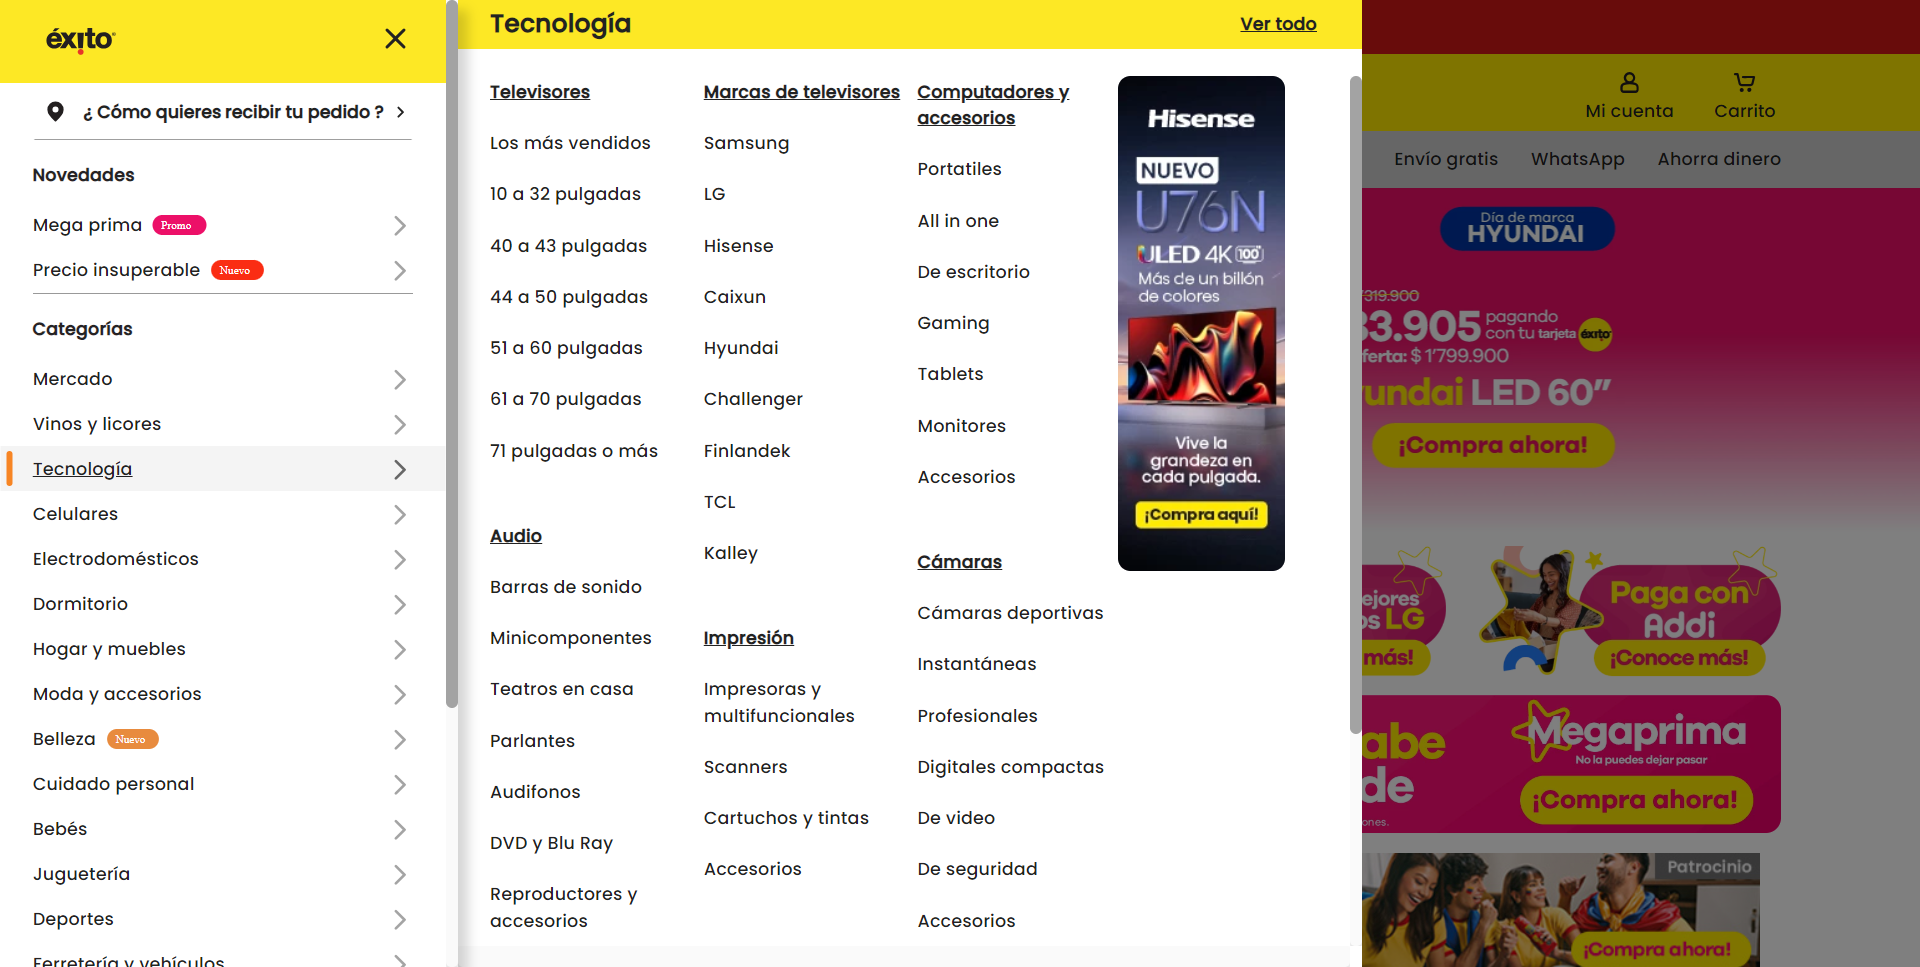 éxito
¿ Cómo quieres recibir tu pedido ?
Novedades
Mega prima Promo
Precio insuperable Nuevo
Categorías
Mercado
Vinos y licores
Tecnología
Celulares
Electrodomésticos
Dormitorio
Hogar y muebles
Moda y accesorios
Belleza Nuevo
Cuidado personal
Bebés
Juguetería
Deportes
Ferretería y vehículos
Tecnología
Ver todo
Televisores
Los más vendidos
10 a 32 pulgadas
40 a 43 pulgadas
44 a 50 pulgadas
51 a 60 pulgadas
61 a 70 pulgadas
71 pulgadas o más
Audio
Barras de sonido
Minicomponentes
Teatros en casa
Parlantes
Audifonos
DVD y Blu Ray
Reproductores y
accesorios
Marcas de televisores
Samsung
LG
Hisense
Caixun
Hyundai
Challenger
Finlandek
TCL
Kalley
Impresión
Impresoras y
multifuncionales
Scanners
Cartuchos y tintas
Accesorios
Computadores y
accesorios
Portatiles
All in one
De escritorio
Gaming
Tablets
Monitores
Accesorios
Cámaras
Cámaras deportivas
Instantáneas
Profesionales
Digitales compactas
De video
De seguridad
Accesorios
Hisense
NUEVO
U76N
ULED 4K 100"
Más de un billón
de colores
Vive la
grandeza en
cada pulgada.
¡Compra aquí!
Mi cuenta
Carrito
Envío gratis
WhatsApp
Ahorra dinero
Día de marca
HYUNDAI
319.900
33.905 pagando
con tu tarjeta éxito
ferta: $ 1'799.900
undai LED 60”
¡Compra ahora!
ejores
os LG
más!
Paga con
Addi
¡Conoce más!
abe
de
ones.
Megaprima
No la puedes dejar pasar
¡Compra ahora!
Patrocinio
¡Compra ahora!